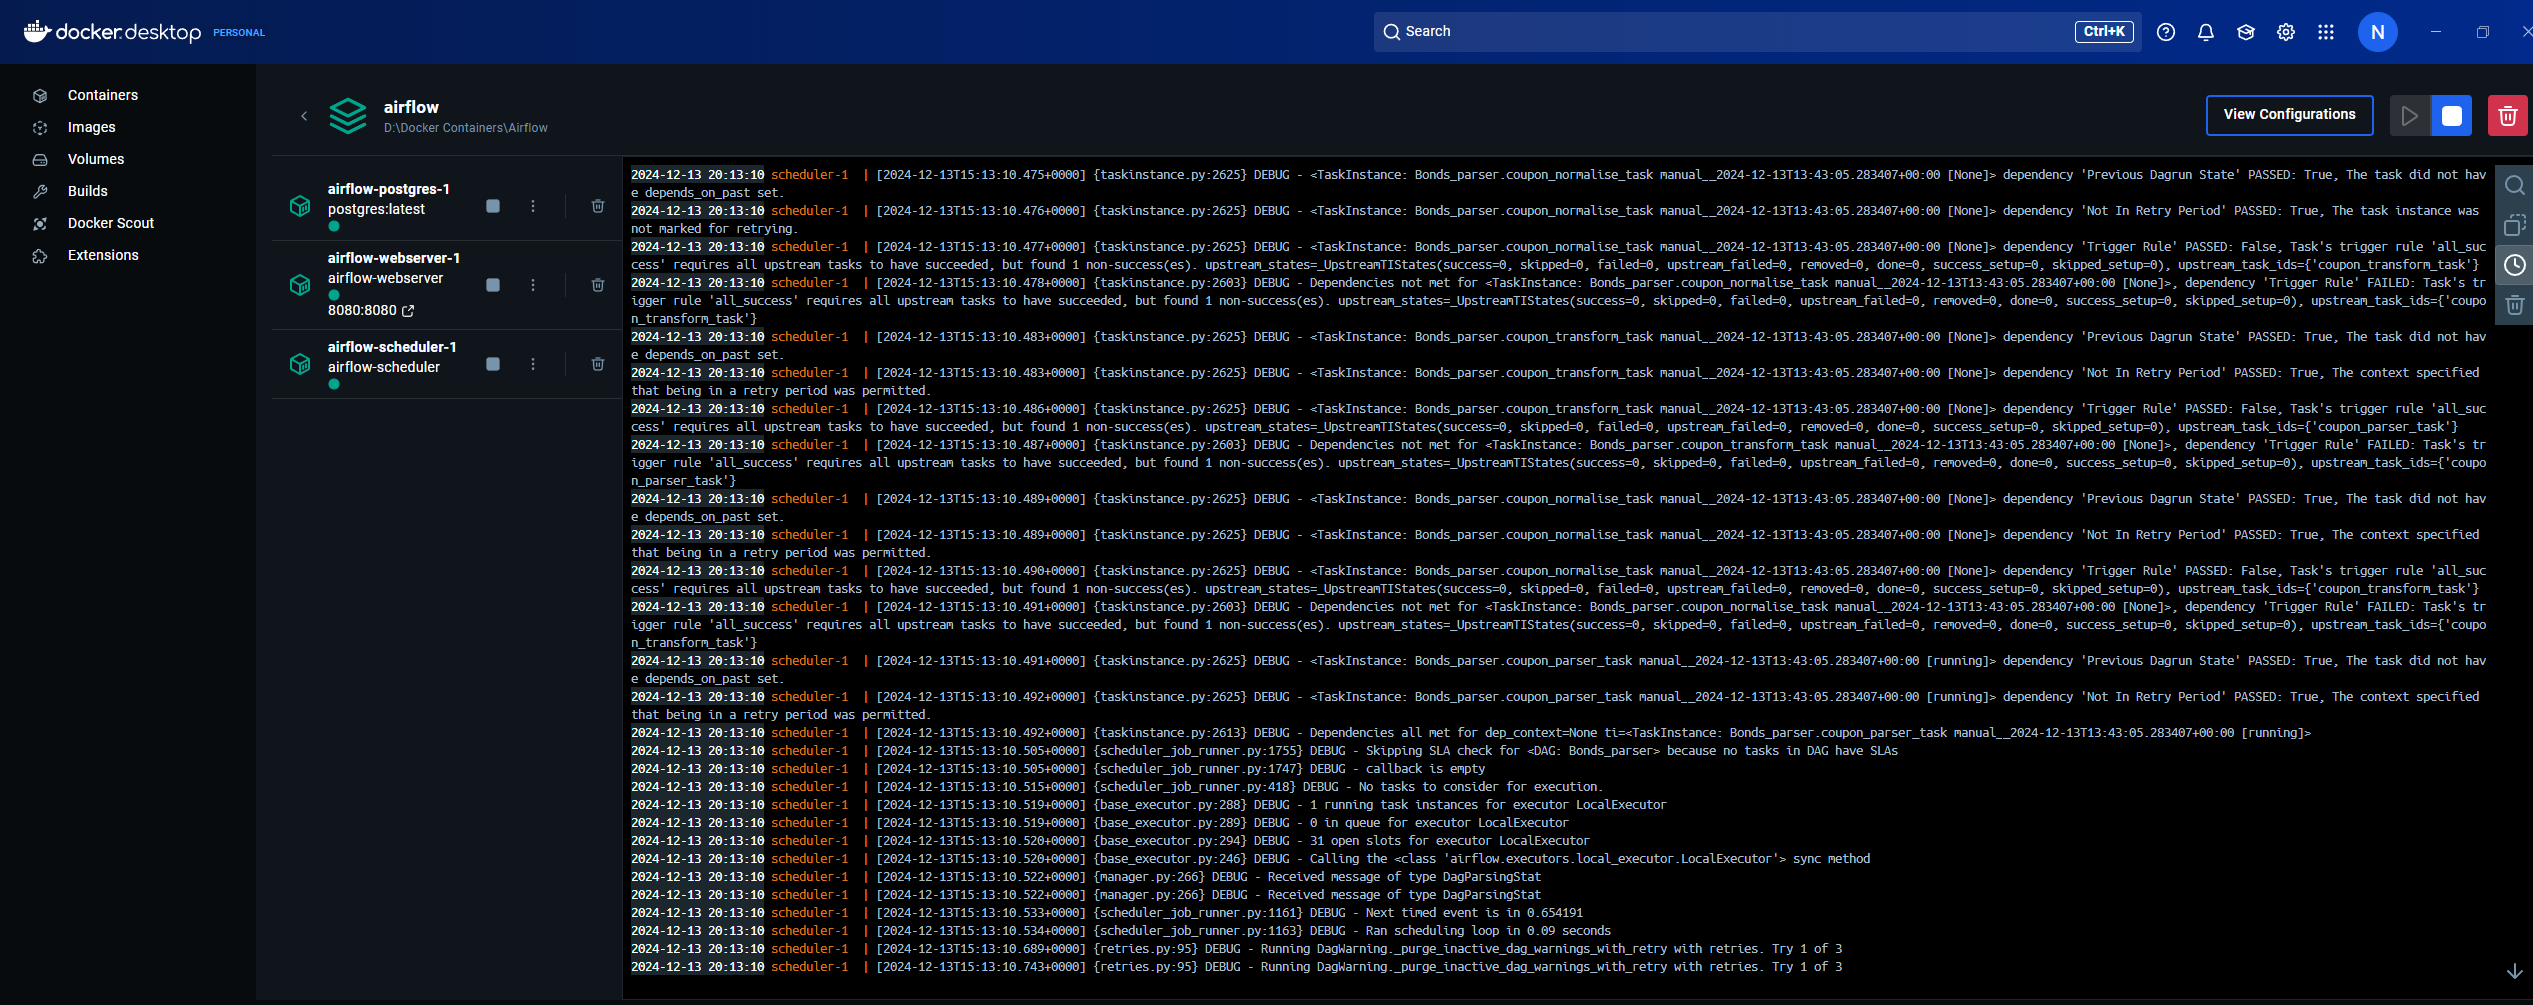 docker desktop PERSONAL
Search Ctrl+K
N
Containers
Images
Volumes
Builds
Docker Scout
Extensions
airflow
D:\Docker Containers\Airflow
View Configurations
airflow-postgres-1
postgres:latest
airflow-webserver-1
airflow-webserver
8080:8080
airflow-scheduler-1
airflow-scheduler
2024-12-13 20:13:10 scheduler-1 | [2024-12-13T15:13:10.475+0000] {taskinstance.py:2625} DEBUG - <TaskInstance: Bonds_parser.coupon_normalise_task manual__2024-12-13T13:43:05.283407+00:00 [None]> dependency 'Previous Dagrun State' PASSED: True, The task did not hav
e depends_on_past set.
2024-12-13 20:13:10 scheduler-1 | [2024-12-13T15:13:10.476+0000] {taskinstance.py:2625} DEBUG - <TaskInstance: Bonds_parser.coupon_normalise_task manual__2024-12-13T13:43:05.283407+00:00 [None]> dependency 'Not In Retry Period' PASSED: True, The task instance was
not marked for retrying.
2024-12-13 20:13:10 scheduler-1 | [2024-12-13T15:13:10.477+0000] {taskinstance.py:2625} DEBUG - <TaskInstance: Bonds_parser.coupon_normalise_task manual__2024-12-13T13:43:05.283407+00:00 [None]> dependency 'Trigger Rule' PASSED: False, Task's trigger rule 'all_suc
cess' requires all upstream tasks to have succeeded, but found 1 non-success(es). upstream_states=_UpstreamTIStates(success=0, skipped=0, failed=0, upstream_failed=0, removed=0, done=0, success_setup=0, skipped_setup=0), upstream_task_ids={'coupon_transform_task'}
2024-12-13 20:13:10 scheduler-1 | [2024-12-13T15:13:10.478+0000] {taskinstance.py:2603} DEBUG - Dependencies not met for <TaskInstance: Bonds_parser.coupon_normalise_task manual__2024-12-13T13:43:05.283407+00:00 [None]>, dependency 'Trigger Rule' FAILED: Task's tr
igger rule 'all_success' requires all upstream tasks to have succeeded, but found 1 non-success(es). upstream_states=_UpstreamTIStates(success=0, skipped=0, failed=0, upstream_failed=0, removed=0, done=0, success_setup=0, skipped_setup=0), upstream_task_ids={'coupo
n_transform_task'}
2024-12-13 20:13:10 scheduler-1 | [2024-12-13T15:13:10.483+0000] {taskinstance.py:2625} DEBUG - <TaskInstance: Bonds_parser.coupon_transform_task manual__2024-12-13T13:43:05.283407+00:00 [None]> dependency 'Previous Dagrun State' PASSED: True, The task did not hav
e depends_on_past set.
2024-12-13 20:13:10 scheduler-1 | [2024-12-13T15:13:10.483+0000] {taskinstance.py:2625} DEBUG - <TaskInstance: Bonds_parser.coupon_transform_task manual__2024-12-13T13:43:05.283407+00:00 [None]> dependency 'Not In Retry Period' PASSED: True, The context specified
that being in a retry period was permitted.
2024-12-13 20:13:10 scheduler-1 | [2024-12-13T15:13:10.486+0000] {taskinstance.py:2625} DEBUG - <TaskInstance: Bonds_parser.coupon_transform_task manual__2024-12-13T13:43:05.283407+00:00 [None]> dependency 'Trigger Rule' PASSED: False, Task's trigger rule 'all_suc
cess' requires all upstream tasks to have succeeded, but found 1 non-success(es). upstream_states=_UpstreamTIStates(success=0, skipped=0, failed=0, upstream_failed=0, removed=0, done=0, success_setup=0, skipped_setup=0), upstream_task_ids={'coupon_parser_task'}
2024-12-13 20:13:10 scheduler-1 | [2024-12-13T15:13:10.487+0000] {taskinstance.py:2603} DEBUG - Dependencies not met for <TaskInstance: Bonds_parser.coupon_transform_task manual__2024-12-13T13:43:05.283407+00:00 [None]>, dependency 'Trigger Rule' FAILED: Task's tr
igger rule 'all_success' requires all upstream tasks to have succeeded, but found 1 non-success(es). upstream_states=_UpstreamTIStates(success=0, skipped=0, failed=0, upstream_failed=0, removed=0, done=0, success_setup=0, skipped_setup=0), upstream_task_ids={'coupo
n_parser_task'}
2024-12-13 20:13:10 scheduler-1 | [2024-12-13T15:13:10.489+0000] {taskinstance.py:2625} DEBUG - <TaskInstance: Bonds_parser.coupon_normalise_task manual__2024-12-13T13:43:05.283407+00:00 [None]> dependency 'Previous Dagrun State' PASSED: True, The task did not hav
e depends_on_past set.
2024-12-13 20:13:10 scheduler-1 | [2024-12-13T15:13:10.489+0000] {taskinstance.py:2625} DEBUG - <TaskInstance: Bonds_parser.coupon_normalise_task manual__2024-12-13T13:43:05.283407+00:00 [None]> dependency 'Not In Retry Period' PASSED: True, The context specified
that being in a retry period was permitted.
2024-12-13 20:13:10 scheduler-1 | [2024-12-13T15:13:10.490+0000] {taskinstance.py:2625} DEBUG - <TaskInstance: Bonds_parser.coupon_normalise_task manual__2024-12-13T13:43:05.283407+00:00 [None]> dependency 'Trigger Rule' PASSED: False, Task's trigger rule 'all_suc
cess' requires all upstream tasks to have succeeded, but found 1 non-success(es). upstream_states=_UpstreamTIStates(success=0, skipped=0, failed=0, upstream_failed=0, removed=0, done=0, success_setup=0, skipped_setup=0), upstream_task_ids={'coupon_transform_task'}
2024-12-13 20:13:10 scheduler-1 | [2024-12-13T15:13:10.491+0000] {taskinstance.py:2603} DEBUG - Dependencies not met for <TaskInstance: Bonds_parser.coupon_normalise_task manual__2024-12-13T13:43:05.283407+00:00 [None]>, dependency 'Trigger Rule' FAILED: Task's tr
igger rule 'all_success' requires all upstream tasks to have succeeded, but found 1 non-success(es). upstream_states=_UpstreamTIStates(success=0, skipped=0, failed=0, upstream_failed=0, removed=0, done=0, success_setup=0, skipped_setup=0), upstream_task_ids={'coupo
n_transform_task'}
2024-12-13 20:13:10 scheduler-1 | [2024-12-13T15:13:10.491+0000] {taskinstance.py:2625} DEBUG - <TaskInstance: Bonds_parser.coupon_parser_task manual__2024-12-13T13:43:05.283407+00:00 [running]> dependency 'Previous Dagrun State' PASSED: True, The task did not hav
e depends_on_past set.
2024-12-13 20:13:10 scheduler-1 | [2024-12-13T15:13:10.492+0000] {taskinstance.py:2625} DEBUG - <TaskInstance: Bonds_parser.coupon_parser_task manual__2024-12-13T13:43:05.283407+00:00 [running]> dependency 'Not In Retry Period' PASSED: True, The context specified
that being in a retry period was permitted.
2024-12-13 20:13:10 scheduler-1 | [2024-12-13T15:13:10.492+0000] {taskinstance.py:2613} DEBUG - Dependencies all met for dep_context=None ti=<TaskInstance: Bonds_parser.coupon_parser_task manual__2024-12-13T13:43:05.283407+00:00 [running]>
2024-12-13 20:13:10 scheduler-1 | [2024-12-13T15:13:10.505+0000] {scheduler_job_runner.py:1755} DEBUG - Skipping SLA check for <DAG: Bonds_parser> because no tasks in DAG have SLAs
2024-12-13 20:13:10 scheduler-1 | [2024-12-13T15:13:10.505+0000] {scheduler_job_runner.py:1747} DEBUG - callback is empty
2024-12-13 20:13:10 scheduler-1 | [2024-12-13T15:13:10.515+0000] {scheduler_job_runner.py:418} DEBUG - No tasks to consider for execution.
2024-12-13 20:13:10 scheduler-1 | [2024-12-13T15:13:10.519+0000] {base_executor.py:288} DEBUG - 1 running task instances for executor LocalExecutor
2024-12-13 20:13:10 scheduler-1 | [2024-12-13T15:13:10.519+0000] {base_executor.py:289} DEBUG - 0 in queue for executor LocalExecutor
2024-12-13 20:13:10 scheduler-1 | [2024-12-13T15:13:10.520+0000] {base_executor.py:294} DEBUG - 31 open slots for executor LocalExecutor
2024-12-13 20:13:10 scheduler-1 | [2024-12-13T15:13:10.520+0000] {base_executor.py:246} DEBUG - Calling the <class 'airflow.executors.local_executor.LocalExecutor'> sync method
2024-12-13 20:13:10 scheduler-1 | [2024-12-13T15:13:10.522+0000] {manager.py:266} DEBUG - Received message of type DagParsingStat
2024-12-13 20:13:10 scheduler-1 | [2024-12-13T15:13:10.522+0000] {manager.py:266} DEBUG - Received message of type DagParsingStat
2024-12-13 20:13:10 scheduler-1 | [2024-12-13T15:13:10.533+0000] {scheduler_job_runner.py:1161} DEBUG - Next timed event is in 0.654191
2024-12-13 20:13:10 scheduler-1 | [2024-12-13T15:13:10.534+0000] {scheduler_job_runner.py:1163} DEBUG - Ran scheduling loop in 0.09 seconds
2024-12-13 20:13:10 scheduler-1 | [2024-12-13T15:13:10.689+0000] {retries.py:95} DEBUG - Running DagWarning._purge_inactive_dag_warnings_with_retry with retries. Try 1 of 3
2024-12-13 20:13:10 scheduler-1 | [2024-12-13T15:13:10.743+0000] {retries.py:95} DEBUG - Running DagWarning._purge_inactive_dag_warnings_with_retry with retries. Try 1 of 3